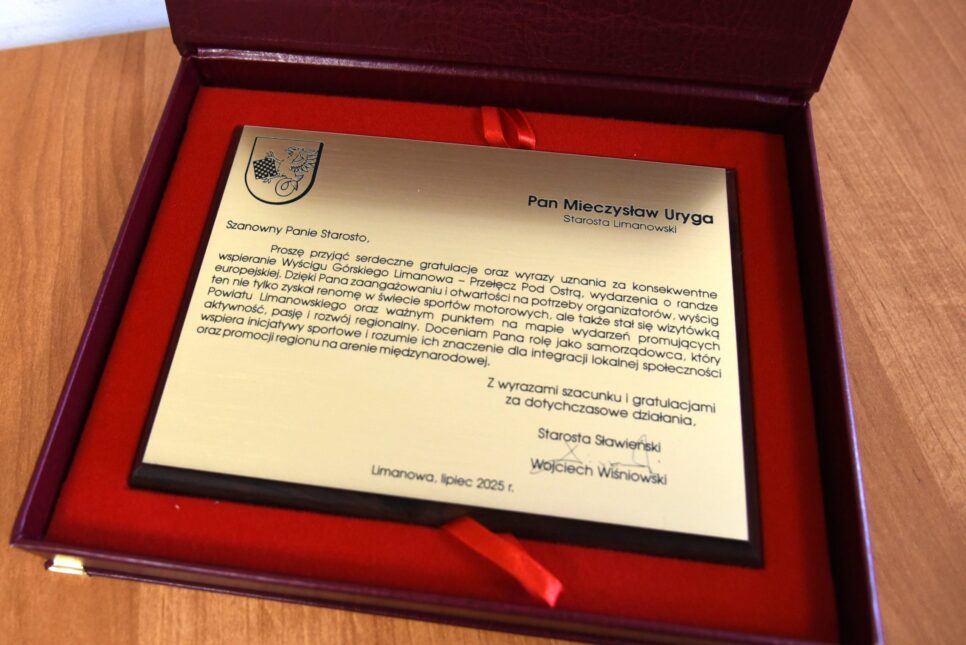 Pan Mieczysław Uryga
Starosta Limanowski
Szanowny Panie Starosto,
Proszę przyjąć serdeczne gratulacje oraz wyrazy uznania za konsekwentne
wspieranie Wyścigu Górskiego Limanowa – Przełęcz Pod Ostrą, wydarzenia o randze
europejskiej. Dzięki Pana zaangażowaniu i otwartości na potrzeby organizatorów, wyścig
ten nie tylko zyskał renomę w świecie sportów motorowych, ale także stał się wizytówką
Powiatu Limanowskiego oraz ważnym punktem na mapie wydarzeń promujących
aktywność, pasję i rozwój regionalny. Doceniam Pana rolę jako samorządowca, który
wspiera inicjatywy sportowe i rozumie ich znaczenie dla integracji lokalnej społeczności
oraz promocji regionu na arenie międzynarodowej.
Z wyrazami szacunku i gratulacjami
za dotychczasowe działania,
Starosta Sławieński
Wojciech Wiśniowski
Limanowa, lipiec 2025 r.